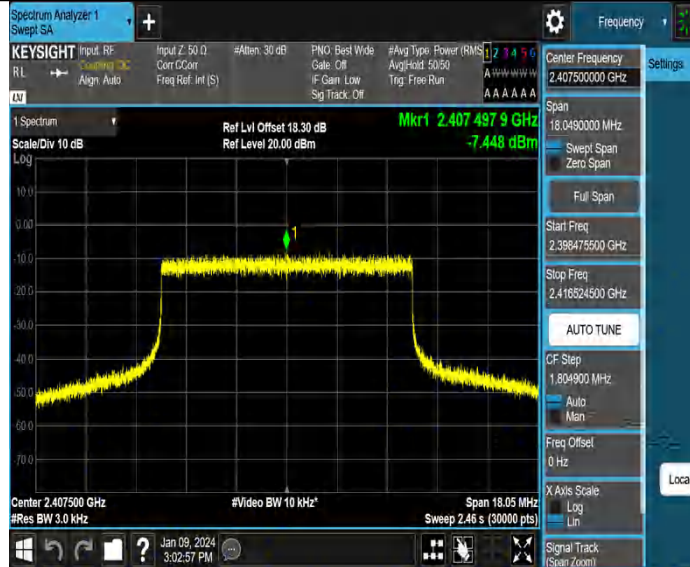 Spectrum Analyzer 1
Swept SA
+
Frequency
KEYSIGHT
RL
Input: RF
Coupling: DC
Align: Auto
Input Z: 50 Ω
Corr CCorr
Freq Ref: Int (S)
#Atten: 30 dB
PNO: Best Wide
Gate: Off
IF Gain: Low
Sig Track: Off
#Avg Type: Power (RMS
Avg|Hold: 50/50
Trig: Free Run
1 2 3 4 5 6
A W W W W W
A A A A A A
LXI
1 Spectrum
Scale/Div 10 dB
Ref Lvl Offset 18.30 dB
Ref Level 20.00 dBm
Mkr1 2.407 497 9 GHz
-7.448 dBm
Log
10.0
0.00
-10.0
-20.0
-30.0
-40.0
-50.0
-60.0
-70.0
1
Center 2.407500 GHz
#Res BW 3.0 kHz
#Video BW 10 kHz*
Span 18.05 MHz
Sweep 2.46 s (30000 pts)
Jan 09, 2024
3:02:57 PM
?
Center Frequency
2.407500000 GHz
Span
18.0490000 MHz
Swept Span
Zero Span
Full Span
Start Freq
2.398475500 GHz
Stop Freq
2.416524500 GHz
AUTO TUNE
CF Step
1.804900 MHz
Auto
Man
Freq Offset
0 Hz
X Axis Scale
Log
Lin
Signal Track
(Span Zoom)
Settings
Loca